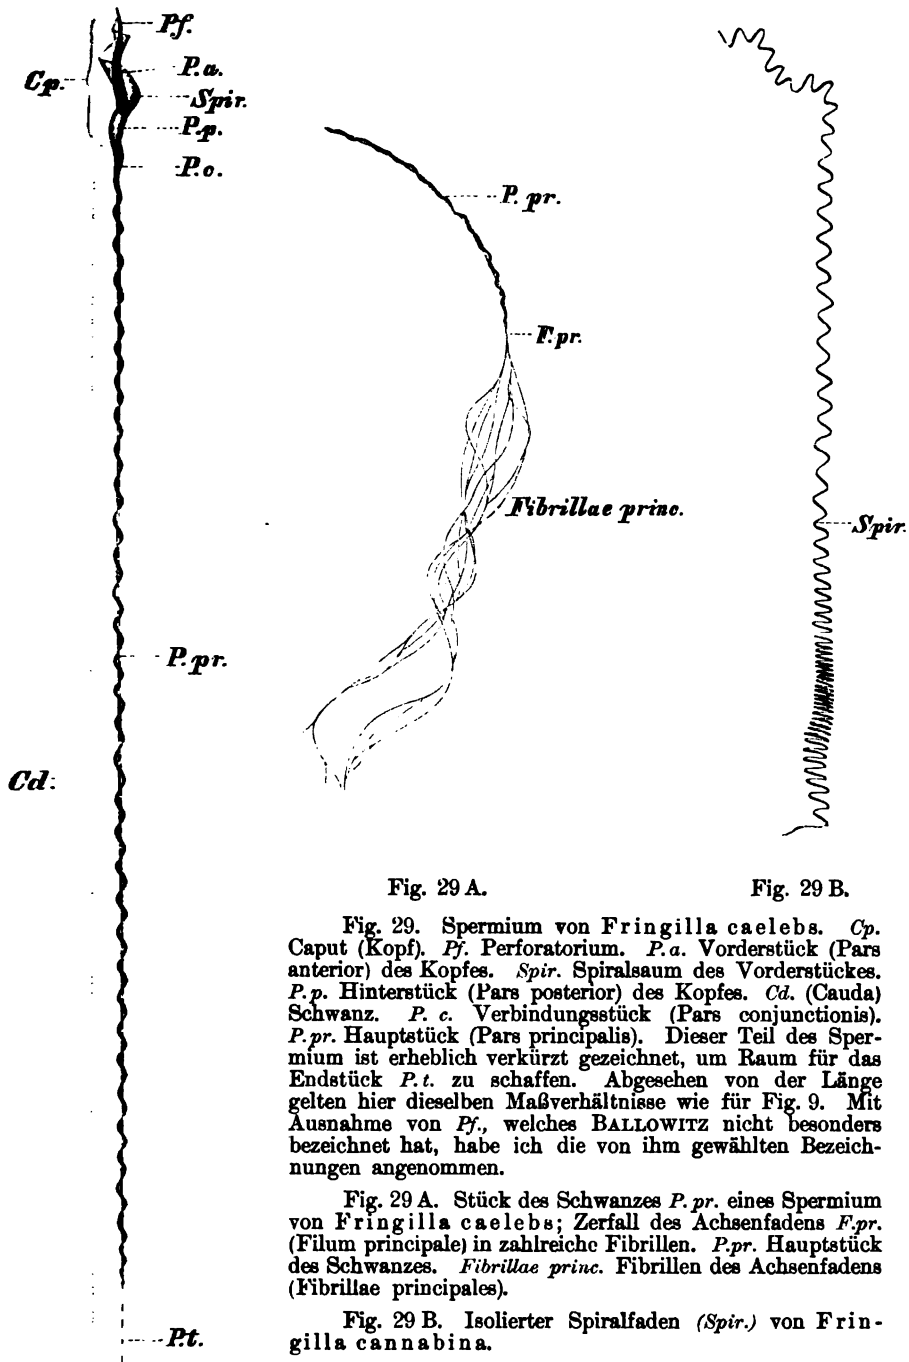 Pf.
Cp.
P.a.
Spir.
P.p.
P.c.
P.pr.
F.pr.
Fibrillae princ.
Spir.
P.pr.
Cd.
Fig. 29 A.
Fig. 29 B.
Fig. 29. Spermium von Fringilla caelebs. Cp.
Caput (Kopf). Pf. Perforatorium. P.a. Vorderstück (Pars
anterior) des Kopfes. Spir. Spiralsaum des Vorderstückes.
P.p. Hinterstück (Pars posterior) des Kopfes. Cd. (Cauda)
Schwanz. P. c. Verbindungsstück (Pars conjunctionis).
P.pr. Hauptstück (Pars principalis). Dieser Teil des Sper-
mium ist erheblich verkürzt gezeichnet, um Raum für das
Endstück P. t. zu schaffen. Abgesehen von der Länge
gelten hier dieselben Maßverhältnisse wie für Fig. 9. Mit
Ausnahme von Pf., welches BALLOWITZ nicht besonders
bezeichnet hat, habe ich die von ihm gewählten Bezeich-
nungen angenommen.
Fig. 29 A. Stück des Schwanzes P. pr. eines Spermium
von Fringilla caelebs; Zerfall des Achsenfadens F.pr.
(Filum principale) in zahlreiche Fibrillen. P.pr. Hauptstück
des Schwanzes. Fibrillae princ. Fibrillen des Achsenfadens
(Fibrillae principales).
Fig. 29 B. Isolierter Spiralfaden (Spir.) von Frin-
gilla cannabina.
P.t.